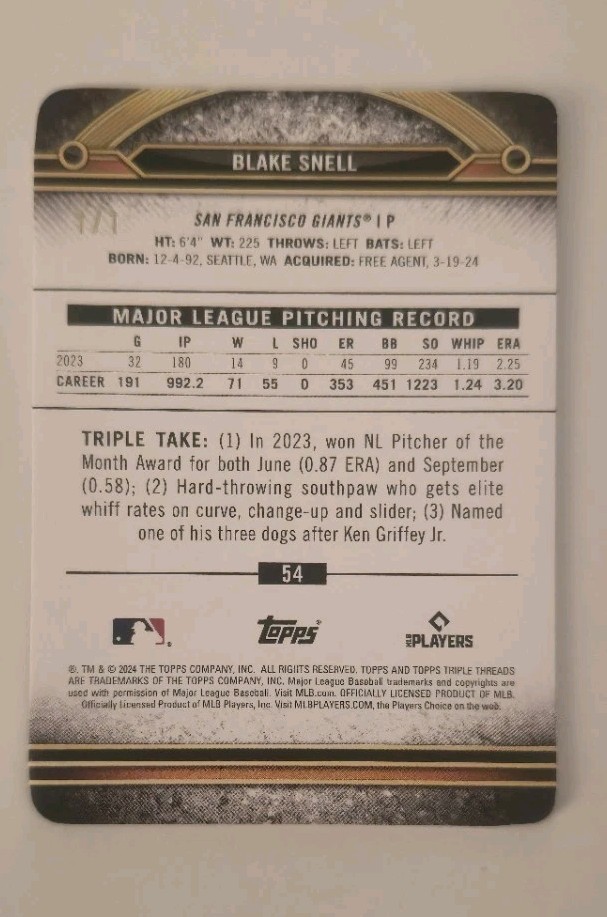 BLAKE SNELL
1/1
SAN FRANCISCO GIANTS® | P
HT: 6'4" WT: 225 THROWS: LEFT BATS: LEFT
BORN: 12-4-92, SEATTLE, WA ACQUIRED: FREE AGENT, 3-19-24
MAJOR LEAGUE PITCHING RECORD
G IP W L SHO ER BB SO WHIP ERA
2023 32 180 14 9 0 45 99 234 1.19 2.25
CAREER 191 992.2 71 55 0 353 451 1223 1.24 3.20
TRIPLE TAKE: (1) In 2023, won NL Pitcher of the
Month Award for both June (0.87 ERA) and September
(0.58); (2) Hard-throwing southpaw who gets elite
whiff rates on curve, change-up and slider; (3) Named
one of his three dogs after Ken Griffey Jr.
54
Topps® MLB PLAYERS
®, TM & © 2024 THE TOPPS COMPANY, INC. ALL RIGHTS RESERVED. TOPPS AND TOPPS TRIPLE THREADS
ARE TRADEMARKS OF THE TOPPS COMPANY, INC. Major League Baseball trademarks and copyrights are
used with permission of Major League Baseball. Visit MLB.com. OFFICIALLY LICENSED PRODUCT OF MLB.
Officially Licensed Product of MLB Players, Inc. Visit MLBPLAYERS.COM, the Players Choice on the web.